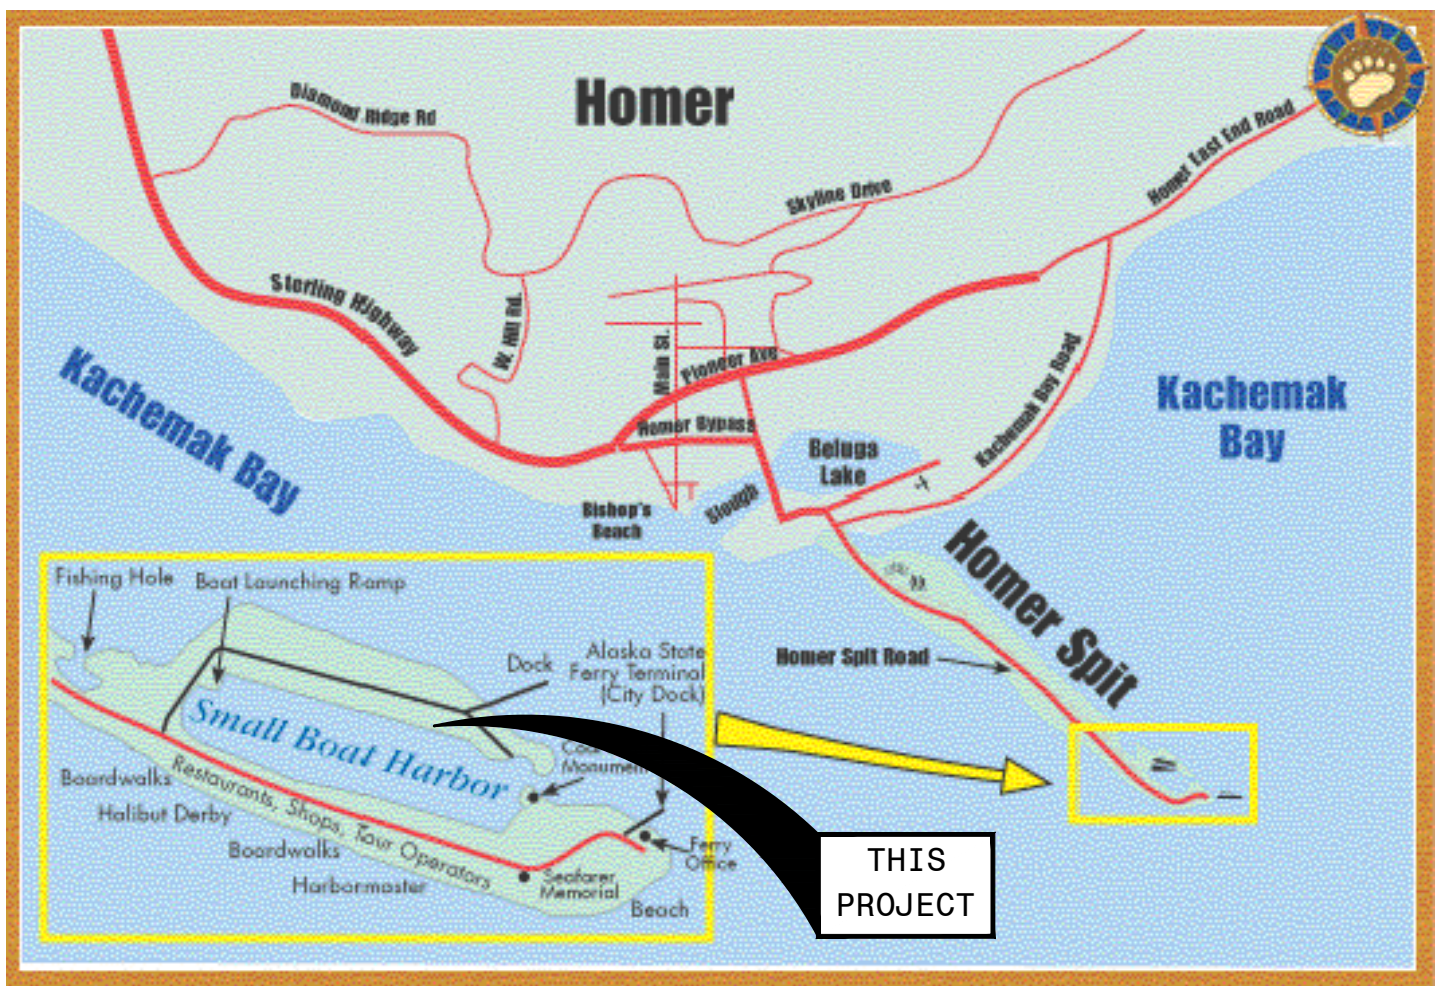 Homer
Diamond Ridge Rd
Skyline Drive
Homer East End Road
Sterling Highway
W. Hill Rd.
Main St.
Pioneer Ave
Homer Bypass
Kachemak Bay Road
Kachemak Bay
Kachemak
Bay
Beluga
Lake
Slough
Bishop's
Beach
Homer Spit
Homer Spit Road
Fishing Hole
Boat Launching Ramp
Dock
Alaska State
Ferry Terminal
(City Dock)
Small Boat Harbor
Monument
Restaurants, Shops, Tour Operators
Boardwalks
Halibut Derby
Boardwalks
Harbormaster
Ferry
Office
Seafarer
Memorial
Beach
THIS
PROJECT